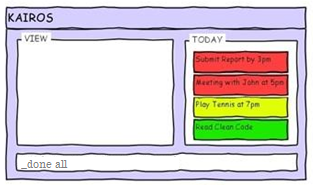 KAIROS
VIEW
TODAY
Submit Report by 3pm
Meeting with John at 5pm
Play Tennis at 7pm
Read Clean Code
_done all